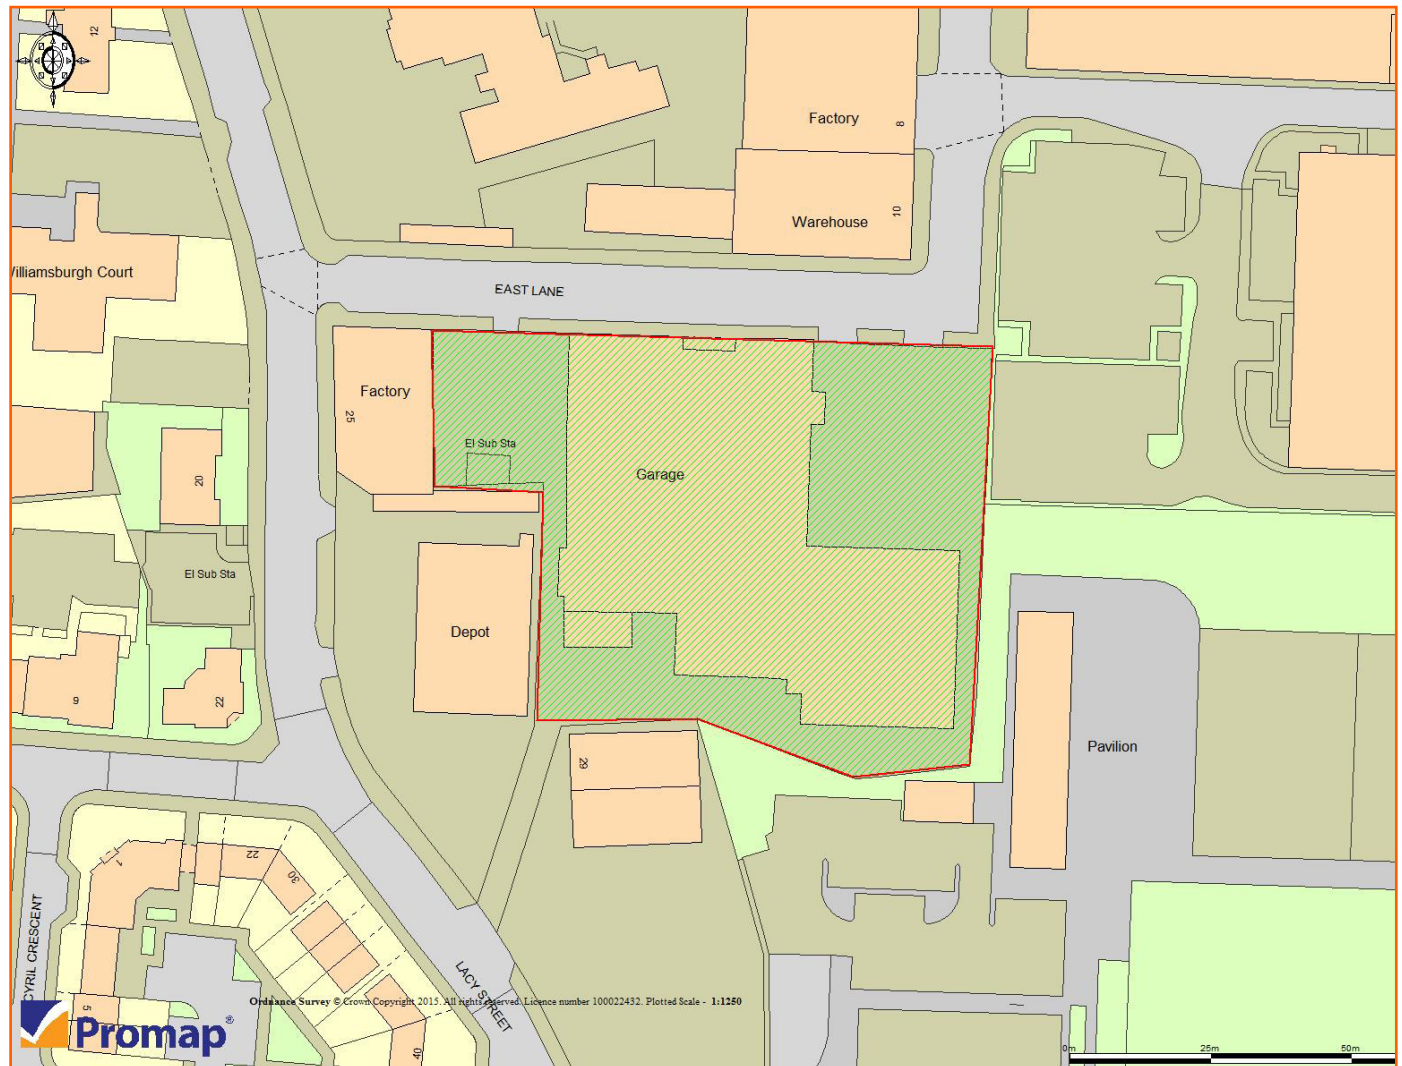 12
Factory
8
Warehouse
10
Williamsburgh Court
EAST LANE
Factory
25
El Sub Sta
Garage
20
El Sub Sta
Depot
9
22
Pavilion
29
1
22
30
CYRIL CRESCENT
LACY STREET
Ordnance Survey © Crown Copyright 2015. All rights reserved. Licence number 100022432. Plotted Scale - 1:1250
5
Promap®
40
0m
25m
50m